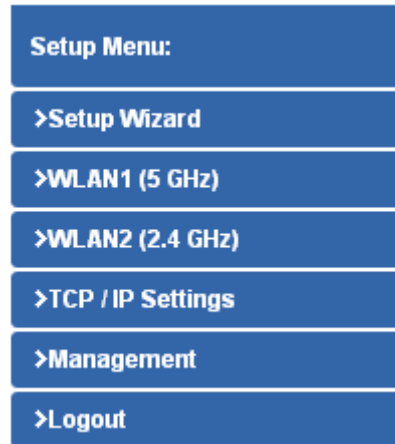 Setup Menu:
>Setup Wizard
>WLAN1 (5 GHz)
>WLAN2 (2.4 GHz)
>TCP / IP Settings
>Management
>Logout